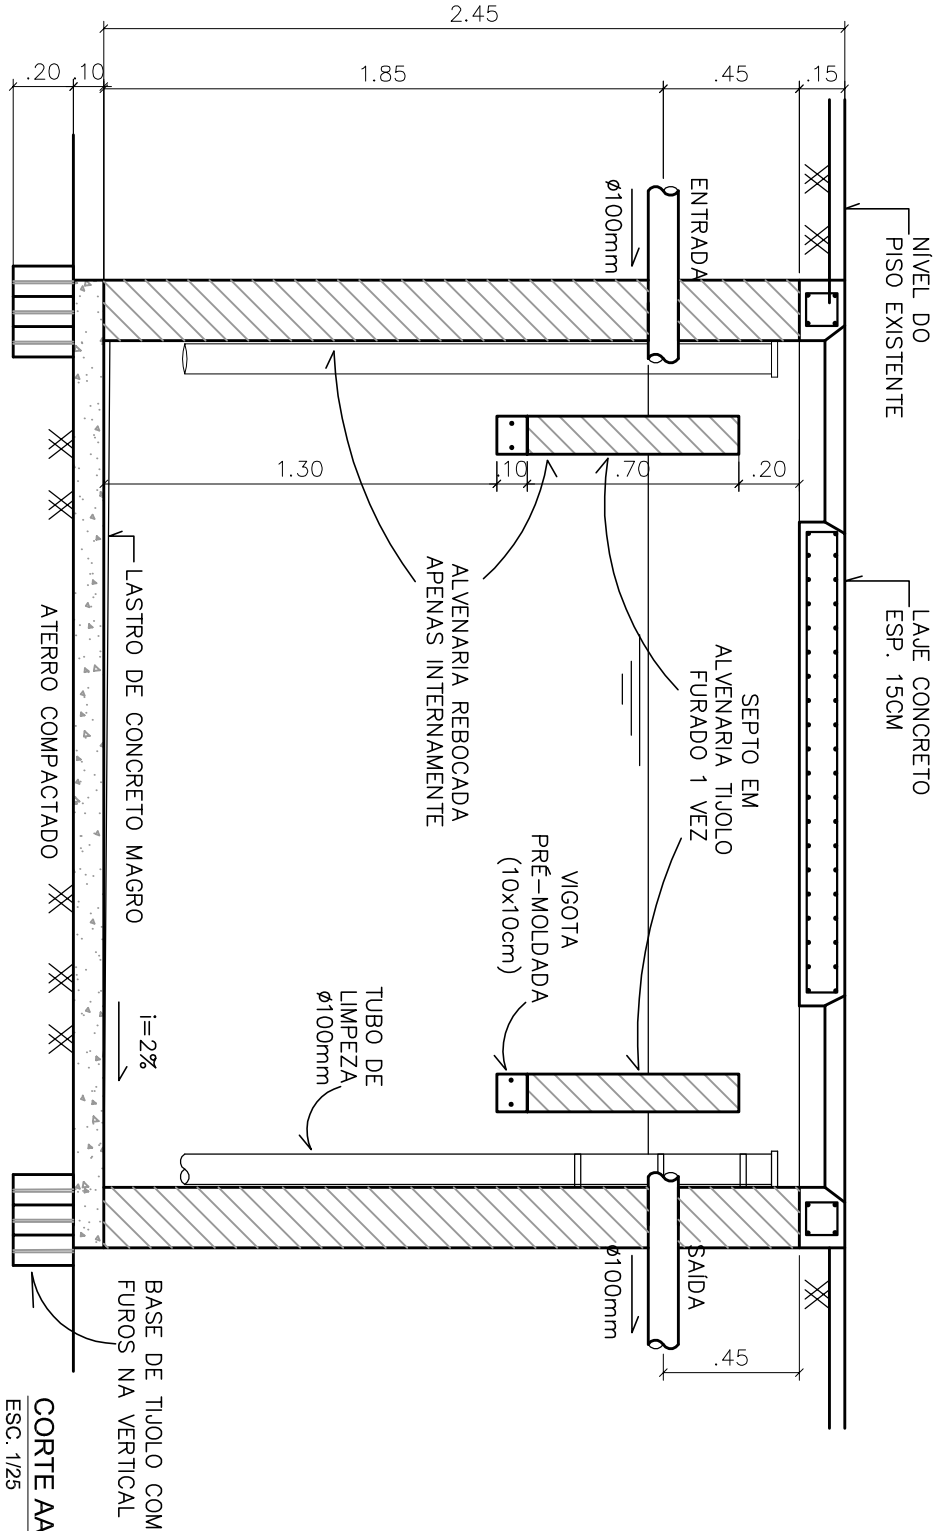 2.45
.20
.10
1.85
.45
.15
NÍVEL DO
PISO EXISTENTE
ENTRADA
Ø100mm
1.30
.10
.70
.20
LAJE CONCRETO
ESP. 15CM
SEPTO EM
ALVENARIA TIJOLO
FURADO 1 VEZ
ALVENARIA REBOCADA
APENAS INTERNAMENTE
VIGOTA
PRÉ-MOLDADA
(10x10cm)
TUBO DE
LIMPEZA
Ø100mm
LASTRO DE CONCRETO MAGRO
ATERRO COMPACTADO
i=2%
SAÍDA
Ø100mm
.45
BASE DE TIJOLO COM
FUROS NA VERTICAL
CORTE AA
ESC. 1/25